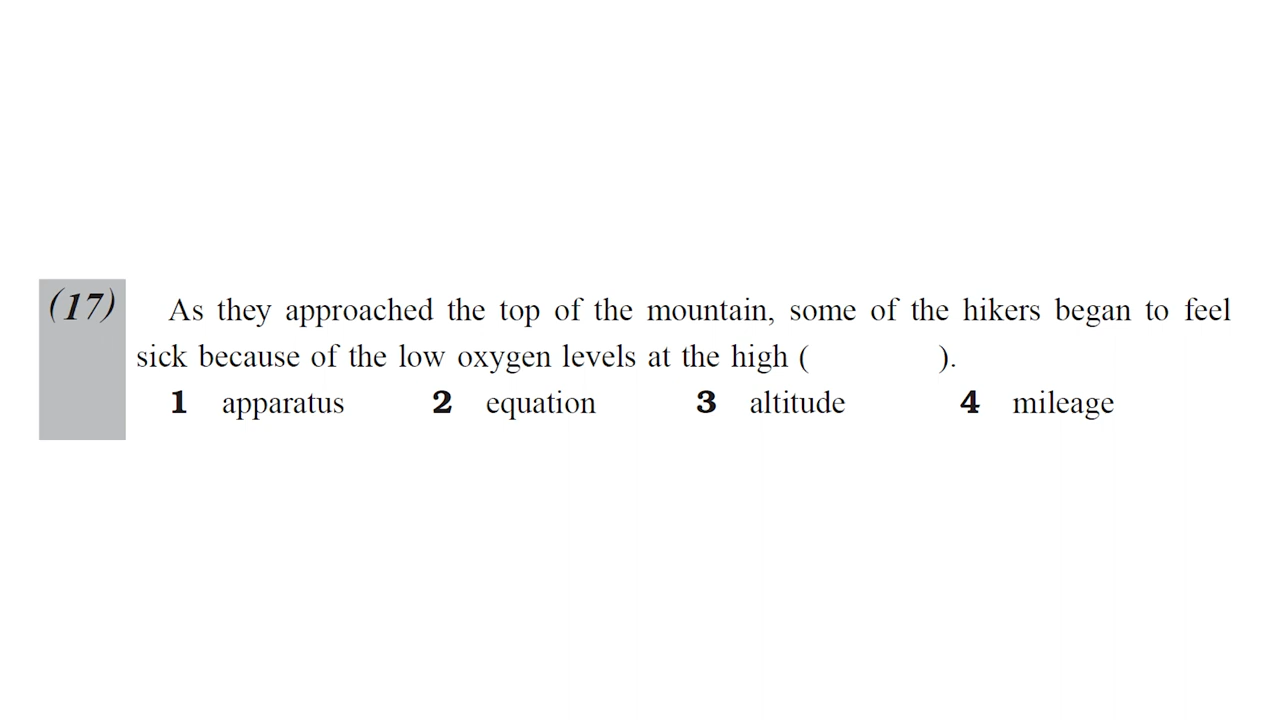 (17) As they approached the top of the mountain, some of the hikers began to feel
sick because of the low oxygen levels at the high ( ).
1 apparatus 2 equation 3 altitude 4 mileage